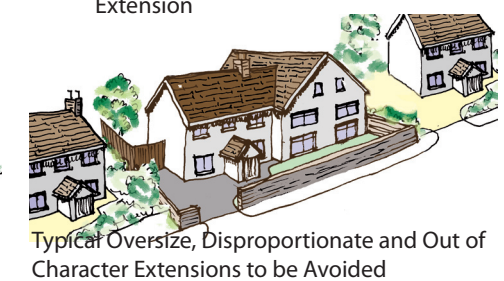 Extension
Typical Oversize, Disproportionate and Out of
Character Extensions to be Avoided